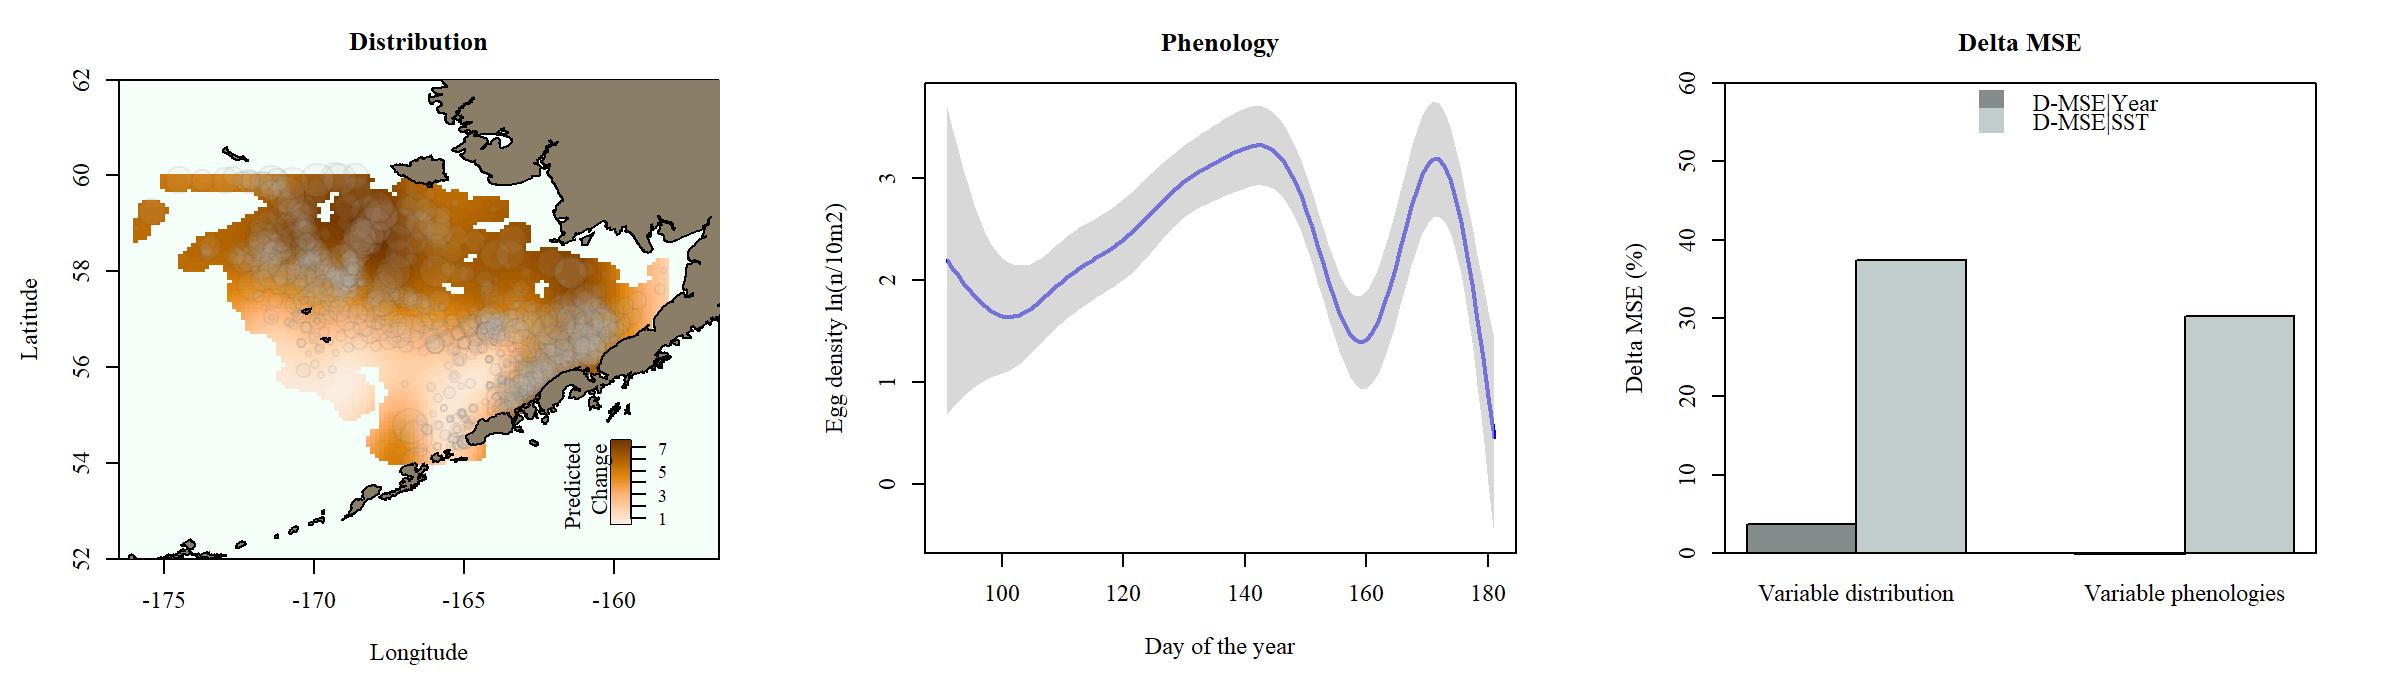 Distribution
62
60
58
56
54
52
Latitude
-175
-170
-165
-160
Longitude
Predicted
Change
7
5
3
1
Phenology
3
2
1
0
Egg density ln(n/10m2)
100
120
140
160
180
Day of the year
Delta MSE
60
50
40
30
20
10
0
Delta MSE (%)
D-MSE|Year
D-MSE|SST
Variable distribution
Variable phenologies